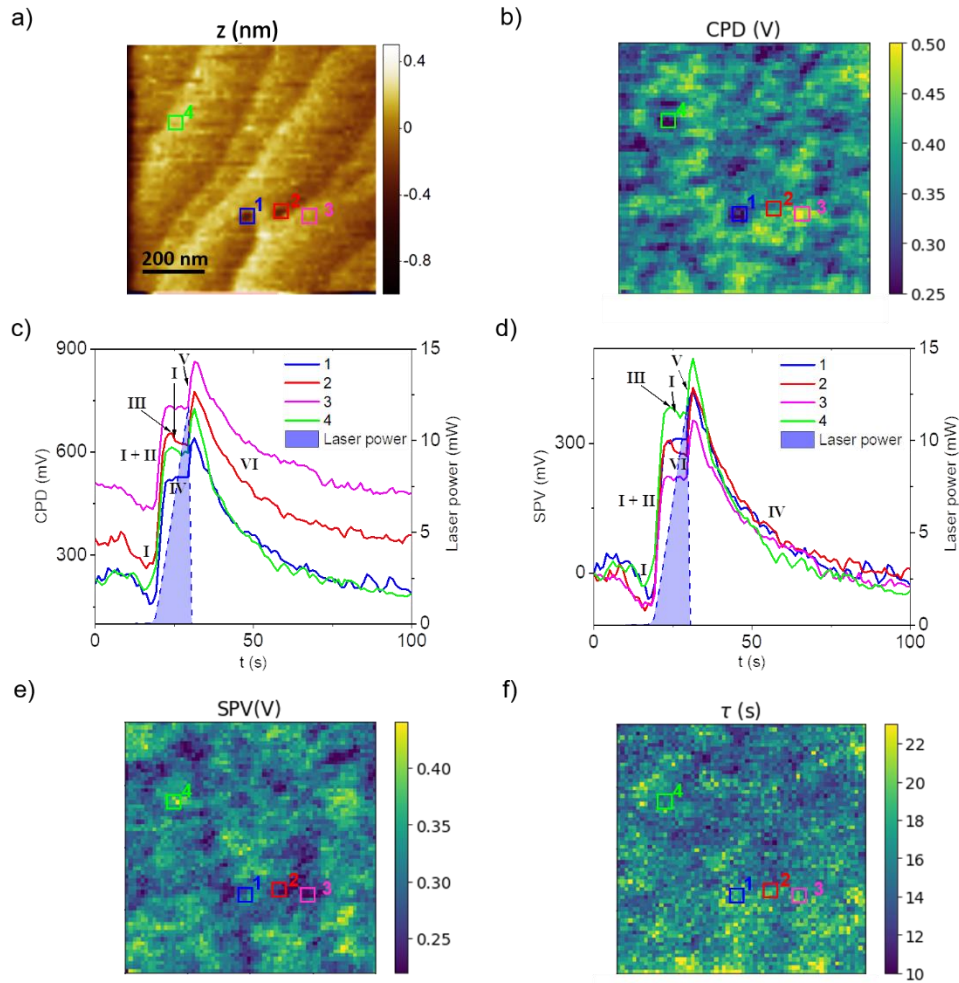 a)
z (nm)
4
1
2
3
200 nm
0.4
0
-0.4
-0.8
b)
CPD (V)
4
1
2
3
0.50
0.45
0.40
0.35
0.30
0.25
c)
900
600
300
CPD (mV)
0
50
100
t (s)
15
10
5
0
Laser power (mW)
1
2
3
4
Laser power
V
I
III
I + II
IV
VI
I
d)
300
0
SPV (mV)
0
50
100
t (s)
15
10
5
0
Laser power (mW)
1
2
3
4
Laser power
V
III
I
VI
I + II
IV
I
e)
SPV(V)
4
1
2
3
0.40
0.35
0.30
0.25
f)
τ (s)
4
1
2
3
22
20
18
16
14
12
10